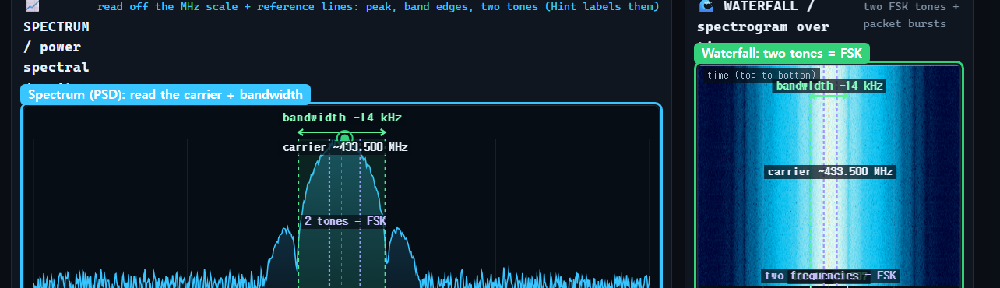 read off the MHz scale + reference lines: peak, band edges, two tones (Hint labels them)
SPECTRUM
/ power
spectral
Spectrum (PSD): read the carrier + bandwidth
bandwidth ~14 kHz
carrier ~433.500 MHz
2 tones = FSK
WATERFALL /
spectrogram over
two FSK tones +
packet bursts
Waterfall: two tones = FSK
time (top to bottom)
bandwidth ~14 kHz
carrier ~433.500 MHz
two frequencies = FSK